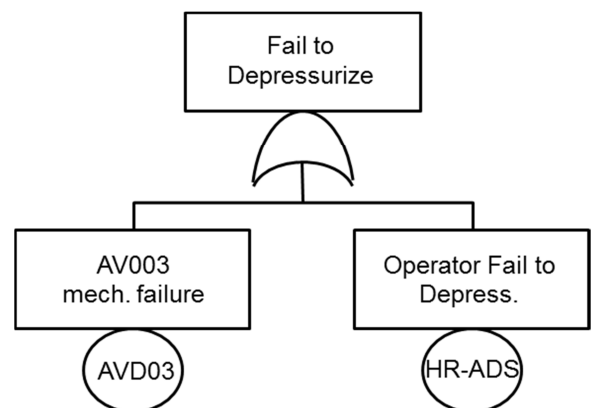 Fail to
Depressurize
AV003
mech. failure
Operator Fail to
Depress.
AVD03
HR-ADS